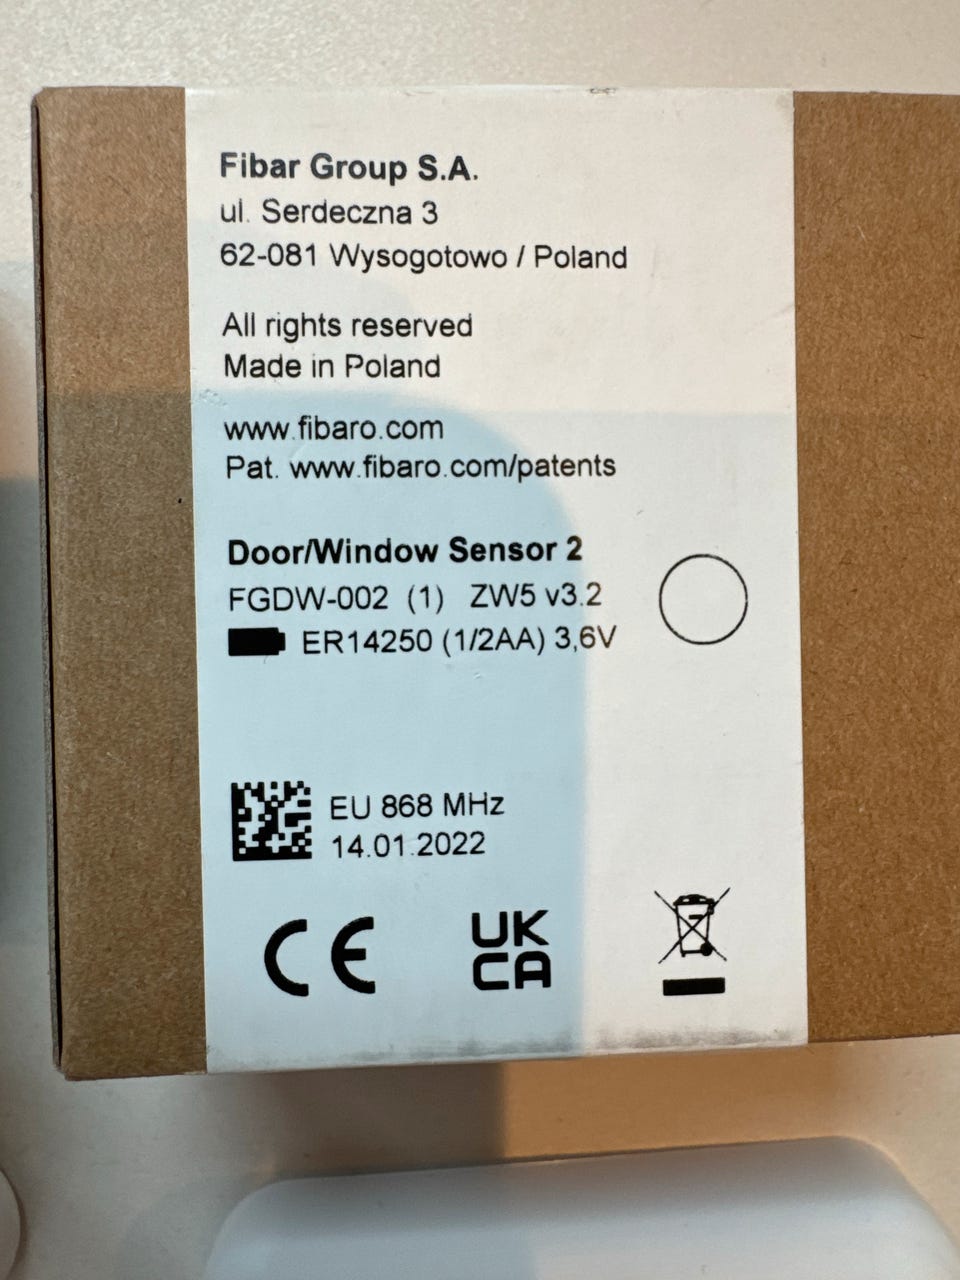 Fibar Group S.A.
ul. Serdeczna 3
62-081 Wysogotowo / Poland
All rights reserved
Made in Poland
www.fibaro.com
Pat. www.fibaro.com/patents
Door/Window Sensor 2
FGDW-002 (1) ZW5 v3.2
ER14250 (1/2AA) 3,6V
EU 868 MHz
14.01.2022
CE
UK
CA